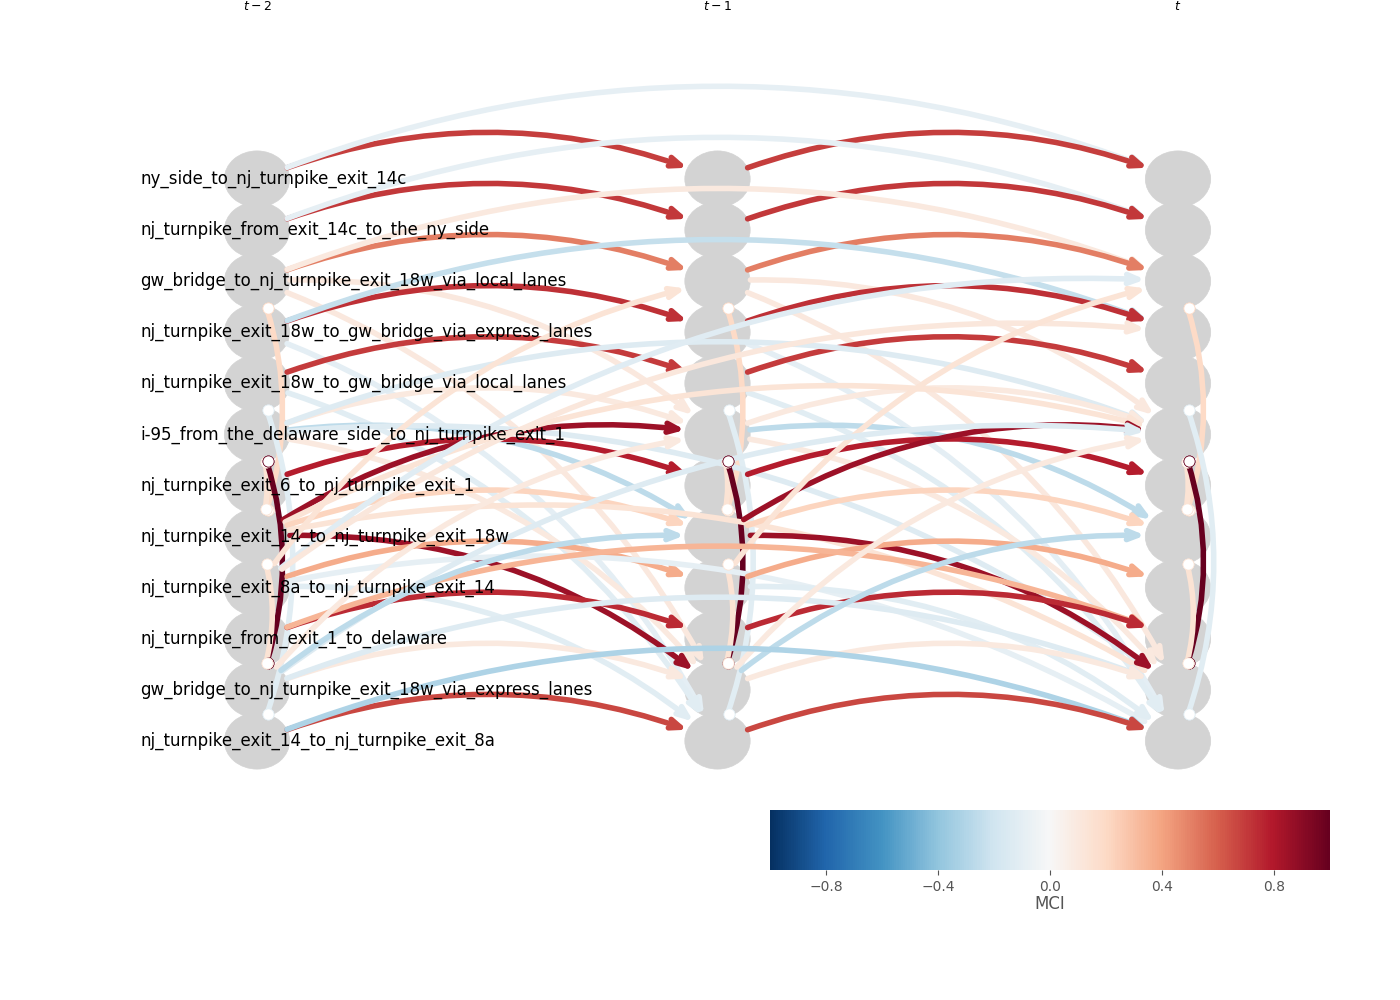 t − 2 t − 1 t
ny_side_to_nj_turnpike_exit_14c
nj_turnpike_from_exit_14c_to_the_ny_side
gw_bridge_to_nj_turnpike_exit_18w_via_local_lanes
nj_turnpike_exit_18w_to_gw_bridge_via_express_lanes
nj_turnpike_exit_18w_to_gw_bridge_via_local_lanes
i-95_from_the_delaware_side_to_nj_turnpike_exit_1
nj_turnpike_exit_6_to_nj_turnpike_exit_1
nj_turnpike_exit_14_to_nj_turnpike_exit_18w
nj_turnpike_exit_8a_to_nj_turnpike_exit_14
nj_turnpike_from_exit_1_to_delaware
gw_bridge_to_nj_turnpike_exit_18w_via_express_lanes
nj_turnpike_exit_14_to_nj_turnpike_exit_8a
−0.8 −0.4 0.0 0.4 0.8
MCI